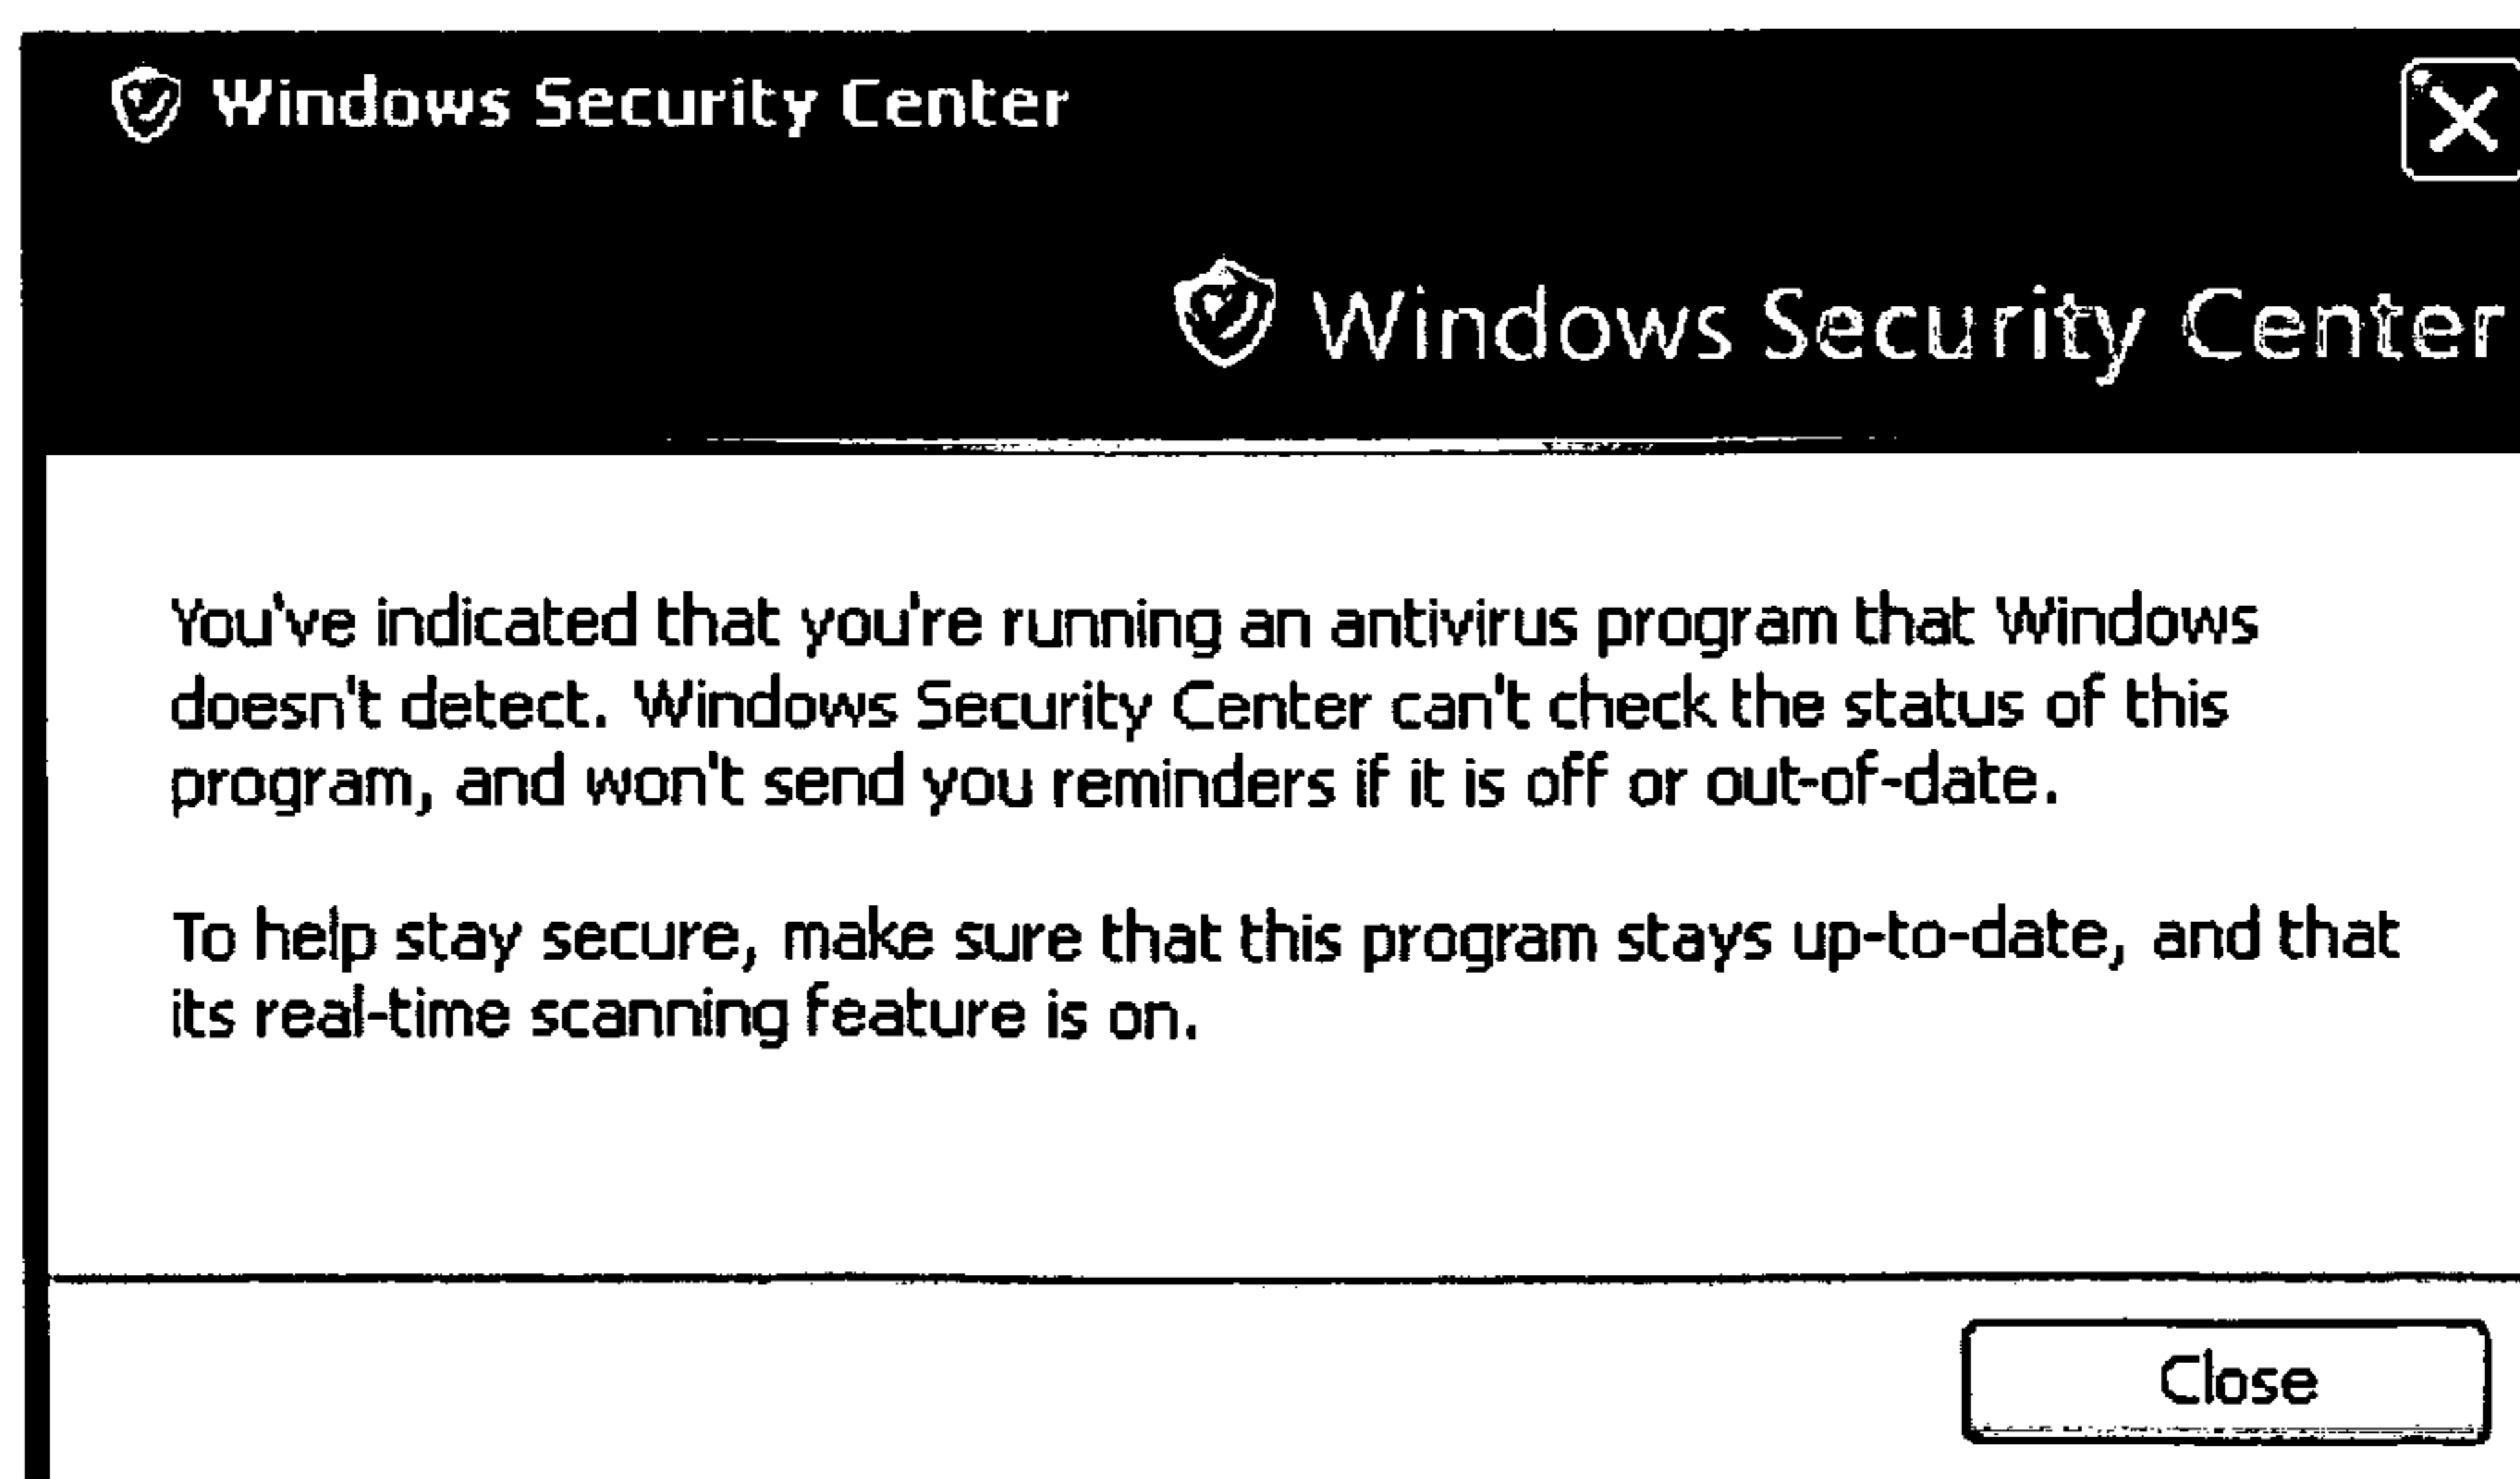 Windows Security Center
Windows Security Center
You've indicated that you're running an antivirus program that Windows
doesn't detect. Windows Security Center can't check the status of this
program, and won't send you reminders if it is off or out-of-date.
To help stay secure, make sure that this program stays up-to-date, and that
its real-time scanning feature is on.
Close